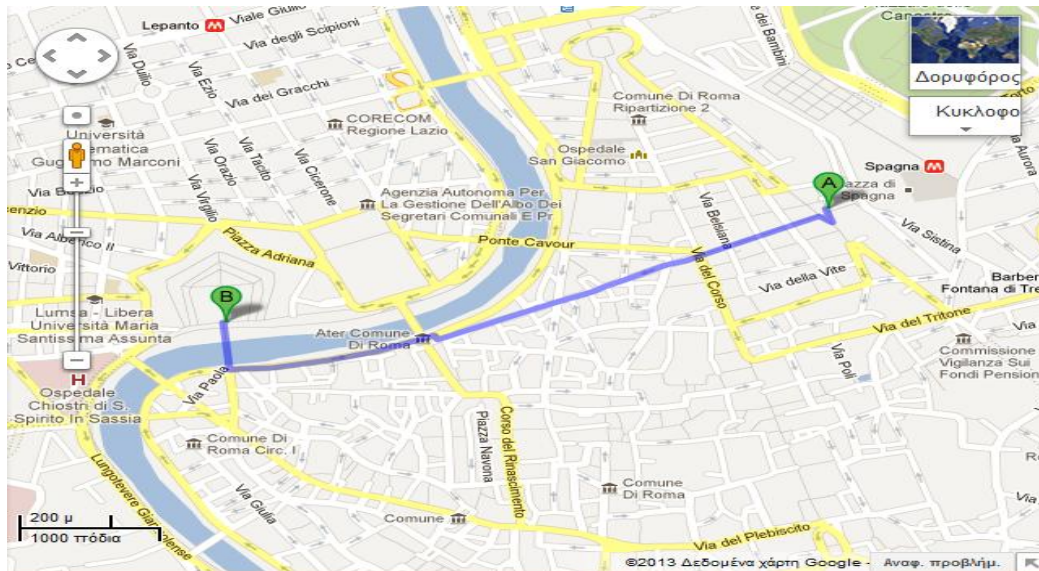 Lepanto M
Viale Giulio
Via degli Scipioni
Via Duilio
Via Ezio
Via dei Gracchi
Università
Telematica
Guglielmo Marconi
CORECOM
Regione Lazio
Via Orazio
Via Tacito
Via Cicerone
Via Virgilio
Via Alberico II
Vittorio
Piazza Adriana
Agenzia Autonoma Per
La Gestione Dell'Albo Dei
Segretari Comunali E Pr
Ponte Cavour
Comune Di Roma
Ripartizione 2
Ospedale
San Giacomo
Via dei Bambini
Δορυφόρος
Κυκλοφο
Via Aurora
Spagna M
A
Piazza di
Spagna
Via Sistina
Via Belsiana
Via del Corso
Via della Vite
Barber
Fontana di Tre
Via del Tritone
Via Poli
Commissione
Vigilanza Sui
Fondi Pension
B
Lumsa - Libera
Università Maria
Santissima Assunta
Ater Comune
Di Roma
H
Ospedale
Chiostri di S.
Spirito In Sassia
Via Paola
Comune Di
Roma Circ. I
Via Giulia
Piazza Navona
Corso del Rinascimento
Comune
Di Roma
Comune
Via del Plebiscito
Via
200 μ
1000 πόδια
©2013 Δεδομένα χάρτη Google -
Αναφ. προβλήμ.